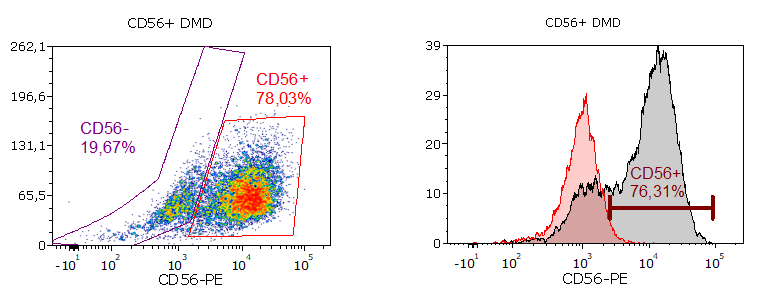 CD56+ DMD
262,1
196,6
131,1
65,5
0
CD56-
19,67%
CD56+
78,03%
-10¹ 10² 10³ 10⁴ 10⁵
CD56-PE
CD56+ DMD
39
29
20
10
0
CD56+
76,31%
-10¹ 10² 10³ 10⁴ 10⁵
CD56-PE